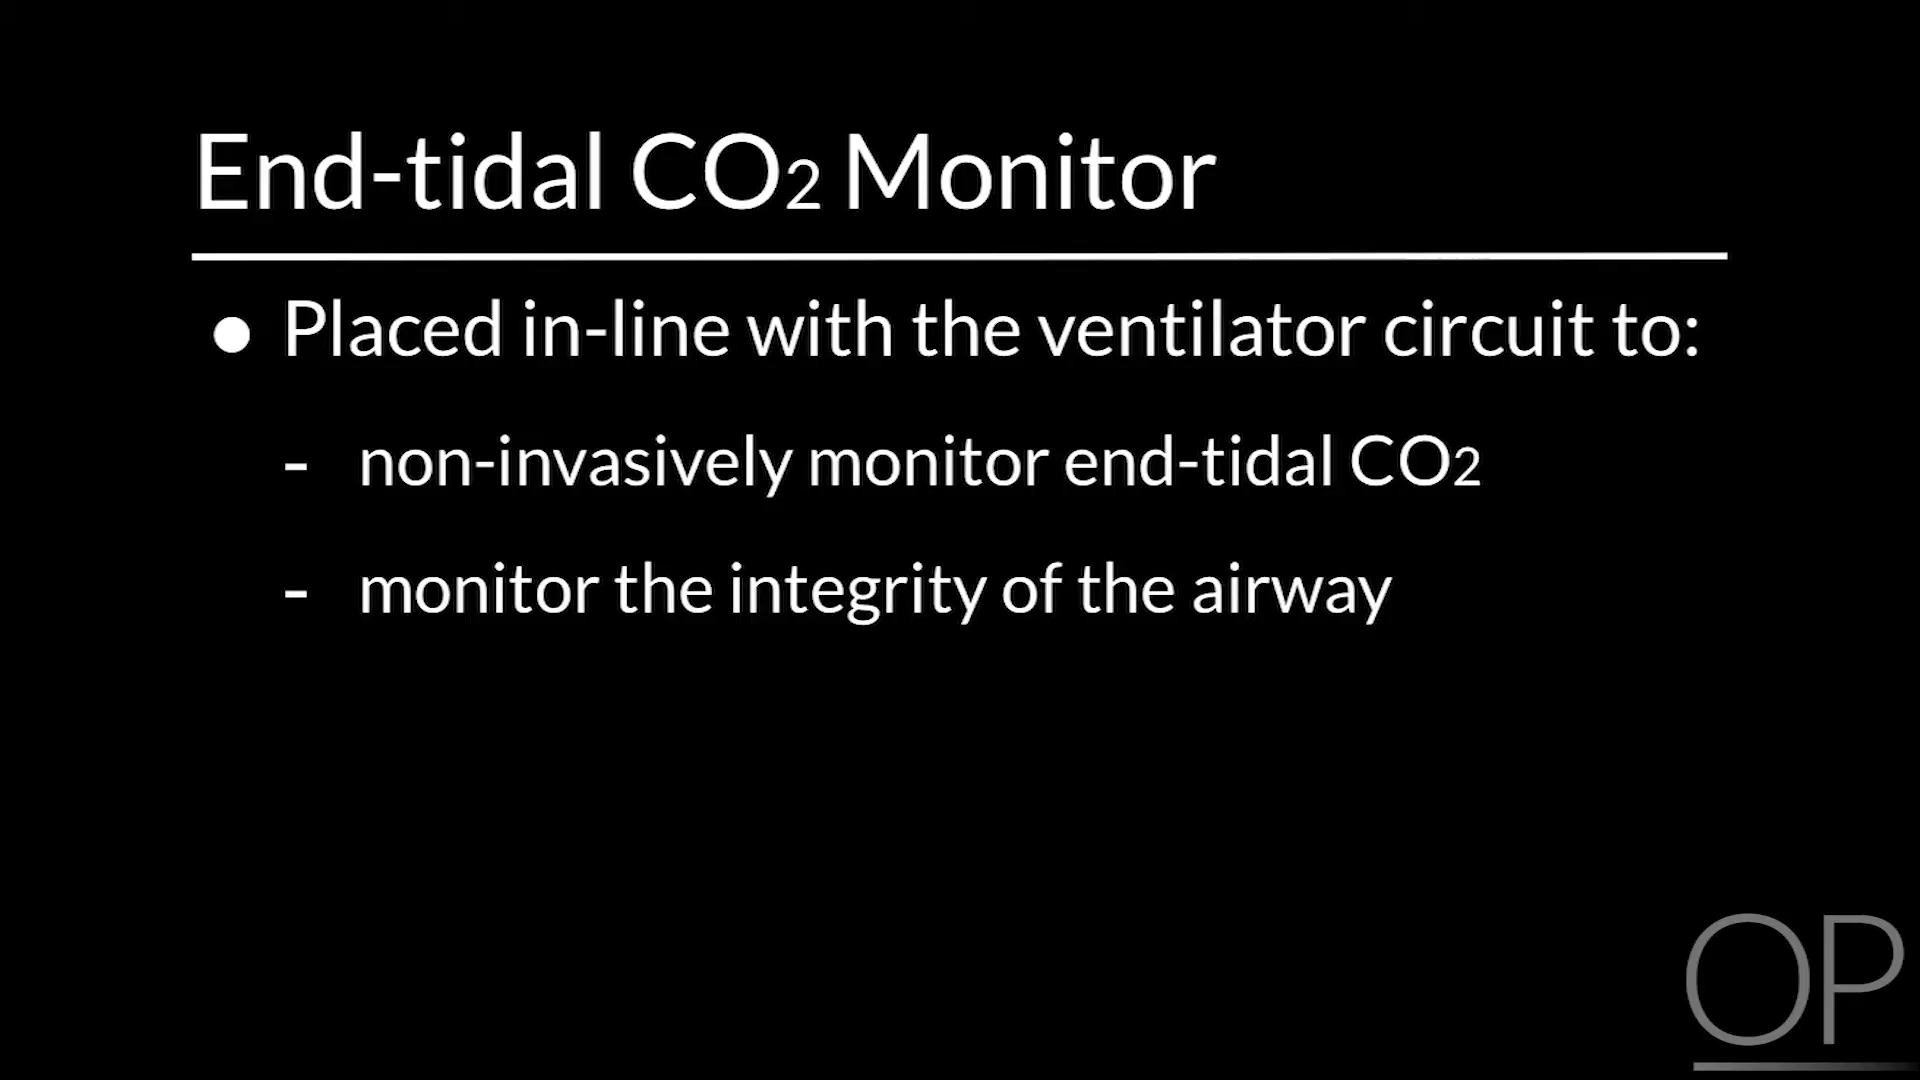 End-tidal CO2 Monitor
● Placed in-line with the ventilator circuit to:
- non-invasively monitor end-tidal CO2
- monitor the integrity of the airway
OP